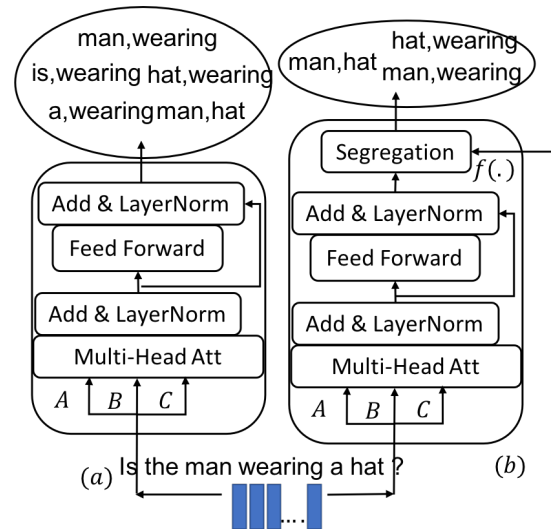 man,wearing
is,wearing hat,wearing
a,wearing man,hat
Add & LayerNorm
Feed Forward
Add & LayerNorm
Multi-Head Att
A B C
(a)
hat,wearing
man,hat
man,wearing
Segregation
f(.)
Add & LayerNorm
Feed Forward
Add & LayerNorm
Multi-Head Att
A B C
(b)
Is the man wearing a hat ?
....